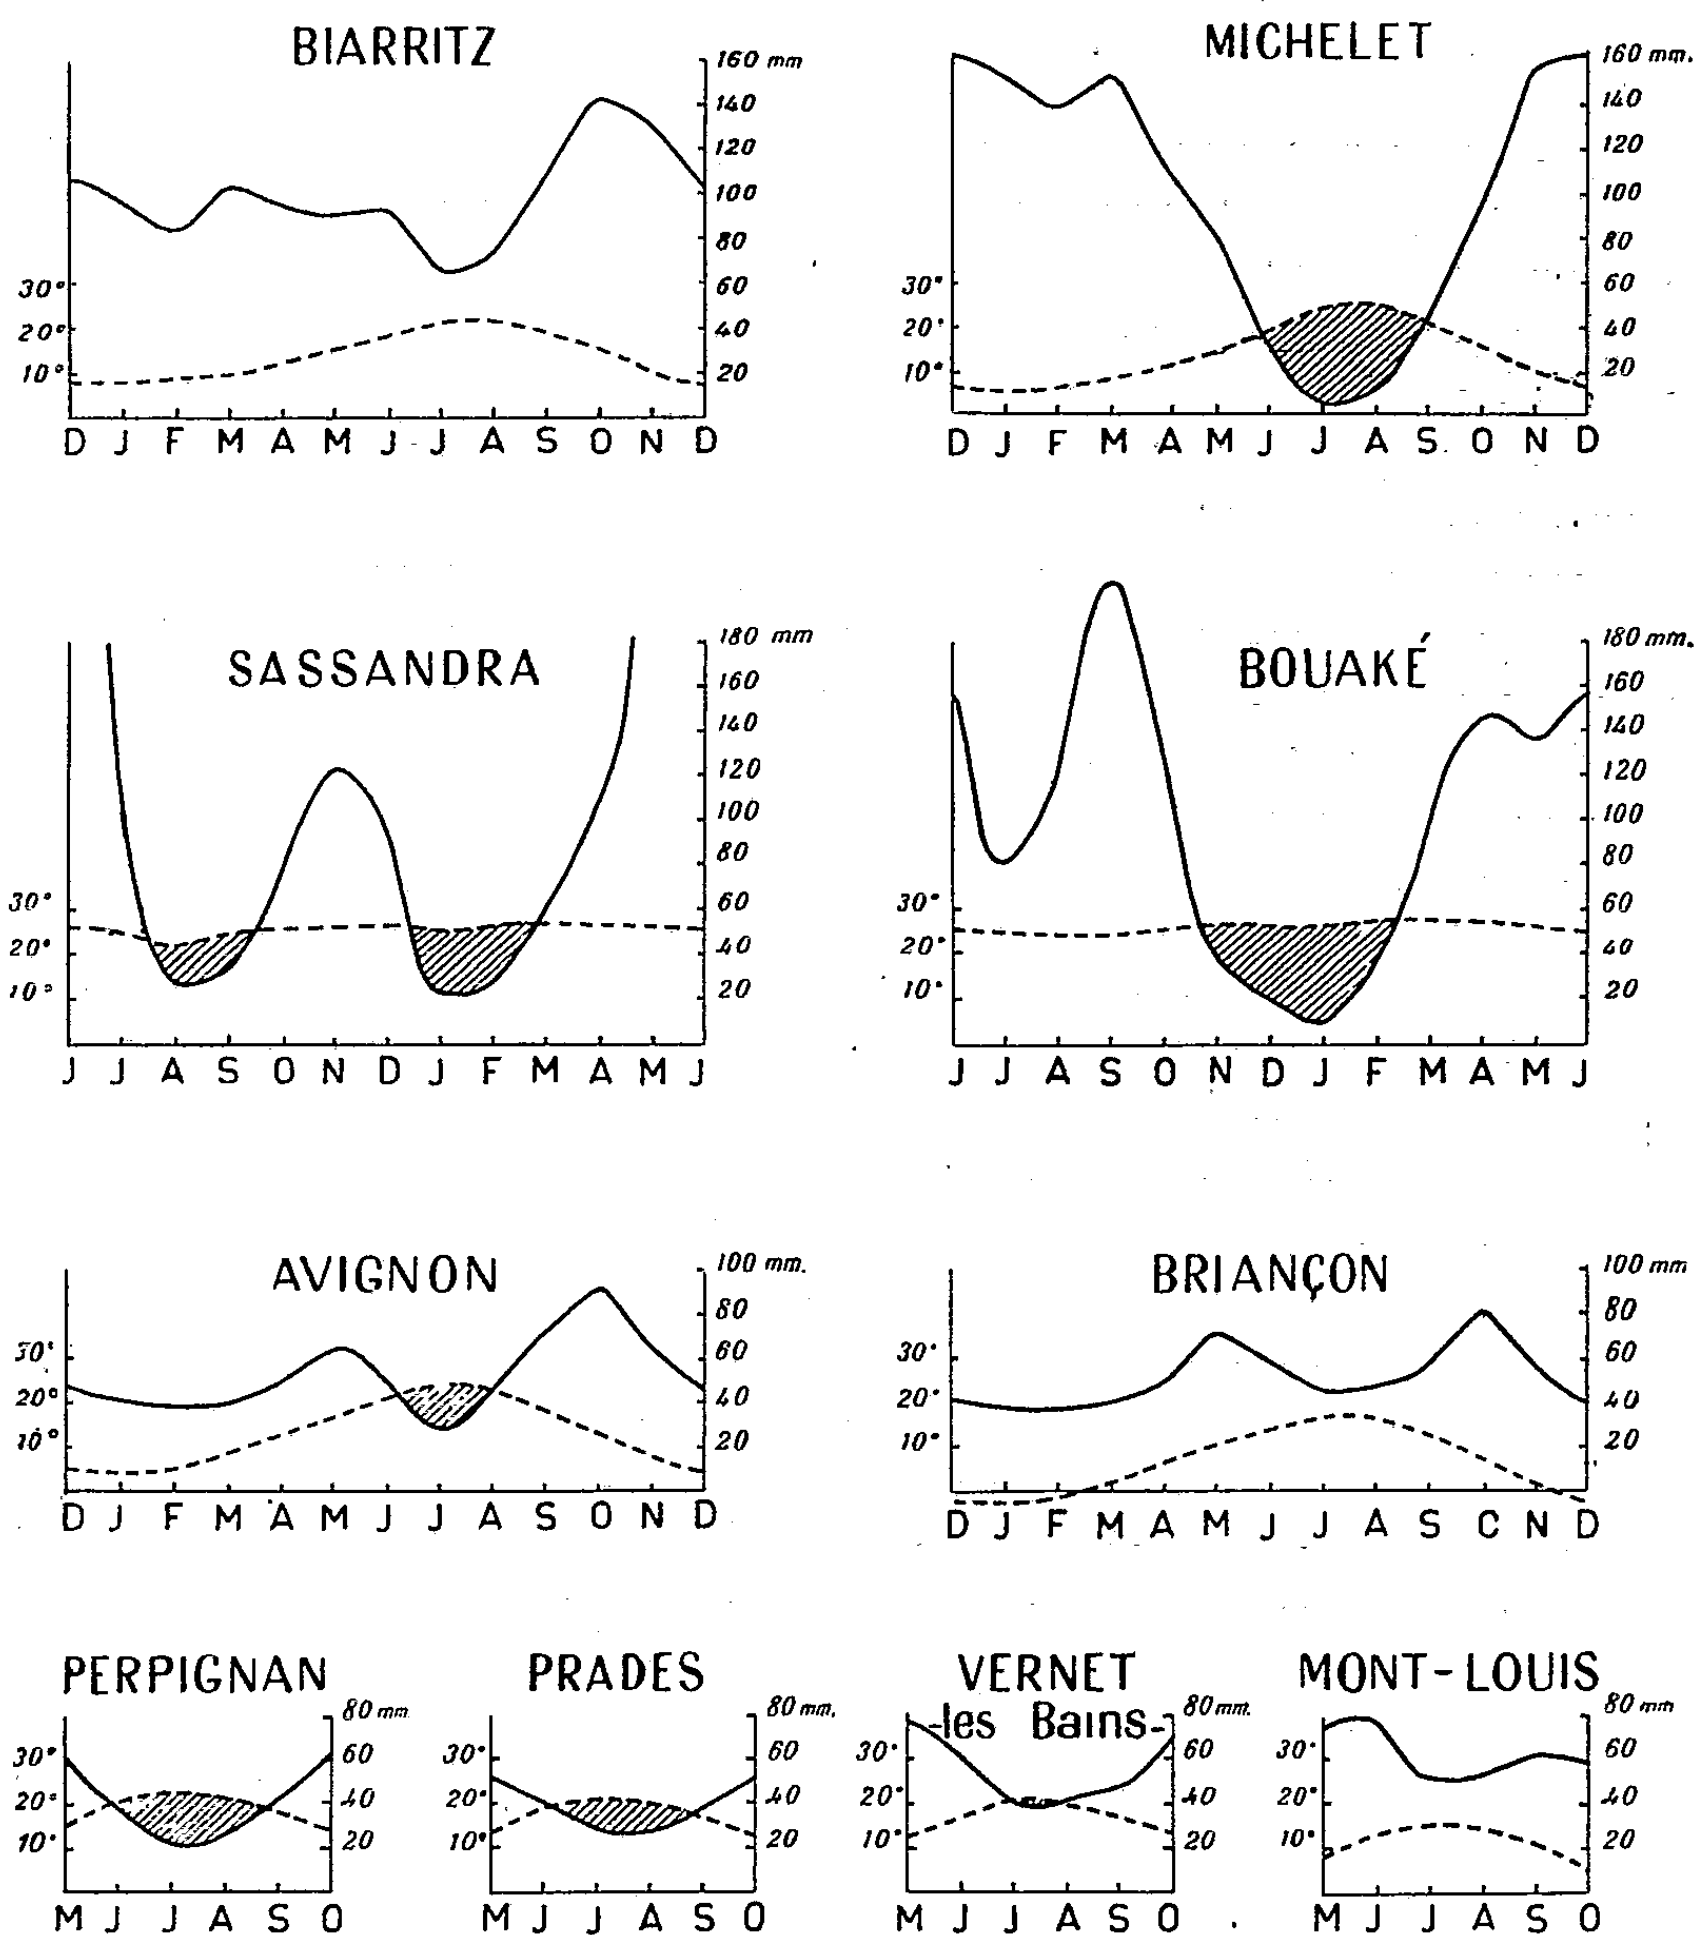 BIARRITZ
160 mm
140
120
100
80
60
40
20
30°
20°
10°
D J F M A M J J A S O N D
MICHELET
160 mm.
140
120
100
80
60
40
20
30°
20°
10°
D J F M A M J J A S O N D
SASSANDRA
180 mm
160
140
120
100
80
60
40
20
30°
20°
10°
J J A S O N D J F M A M J
BOUAKÉ
180 mm.
160
140
120
100
80
60
40
20
30°
20°
10°
J J A S O N D J F M A M J
AVIGNON
100 mm.
80
60
40
20
30°
20°
10°
D J F M A M J J A S O N D
BRIANÇON
100 mm
80
60
40
20
30°
20°
10°
D J F M A M J J A S O N D
PERPIGNAN
80 mm
60
40
20
30°
20°
10°
M J J A S O
PRADES
80 mm.
60
40
20
30°
20°
10°
M J J A S O
VERNET
-les Bains-
80 mm.
60
40
20
30°
20°
10°
M J J A S O
MONT-LOUIS
80 mm
60
40
20
30°
20°
10°
M J J A S O